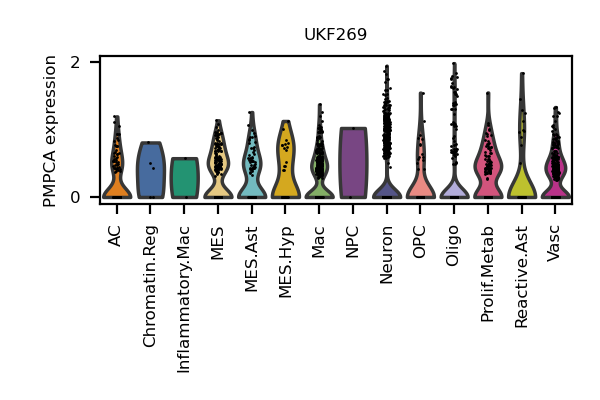 UKF269
PMPCA expression
2
0
AC
Chromatin.Reg
Inflammatory.Mac
MES
MES.Ast
MES.Hyp
Mac
NPC
Neuron
OPC
Oligo
Prolif.Metab
Reactive.Ast
Vasc